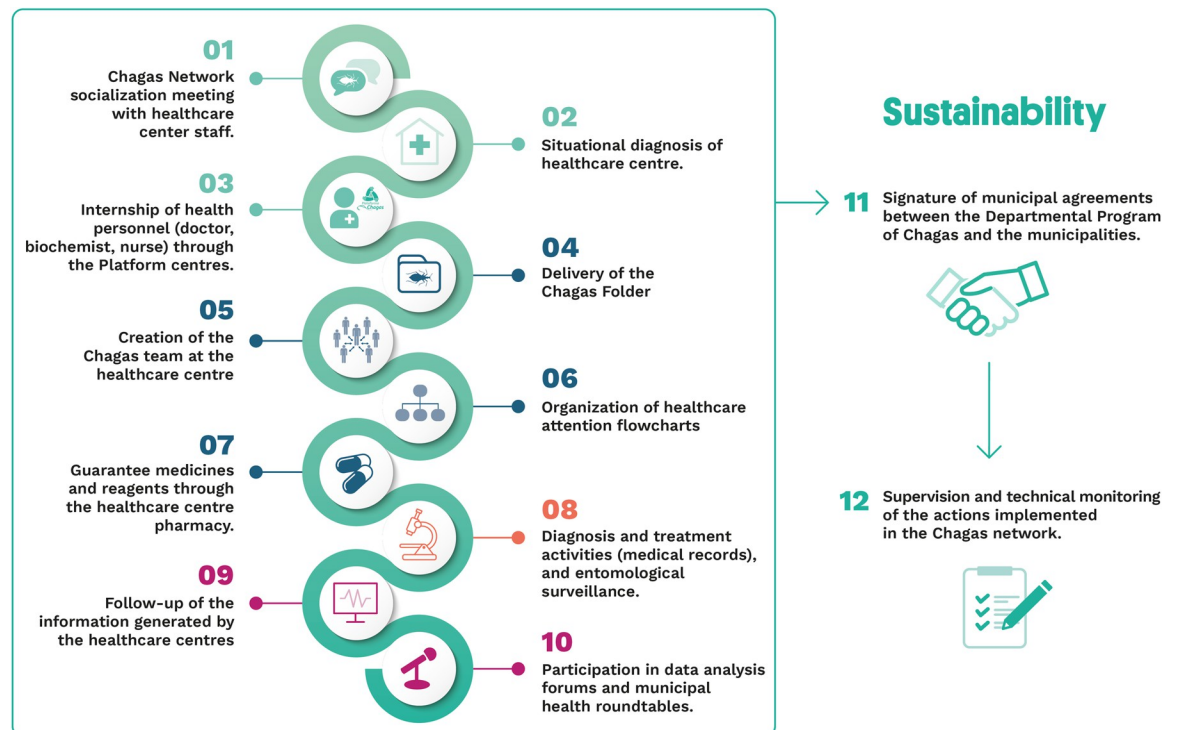 01
Chagas Network
socialization meeting
with healthcare
center staff.
02
Situational diagnosis of
healthcare centre.
03
Internship of health
personnel (doctor,
biochemist, nurse) through
the Platform centres.
04
Delivery of the
Chagas Folder
05
Creation of the
Chagas team at the
healthcare centre
06
Organization of healthcare
attention flowcharts
07
Guarantee medicines
and reagents through
the healthcare centre
pharmacy.
08
Diagnosis and treatment
activities (medical records),
and entomological
surveillance.
09
Follow-up of the
information generated by
the healthcare centres
10
Participation in data analysis
forums and municipal
health roundtables.
Sustainability
11
Signature of municipal agreements
between the Departmental Program
of Chagas and the municipalities.
12
Supervision and technical monitoring
of the actions implemented
in the Chagas network.